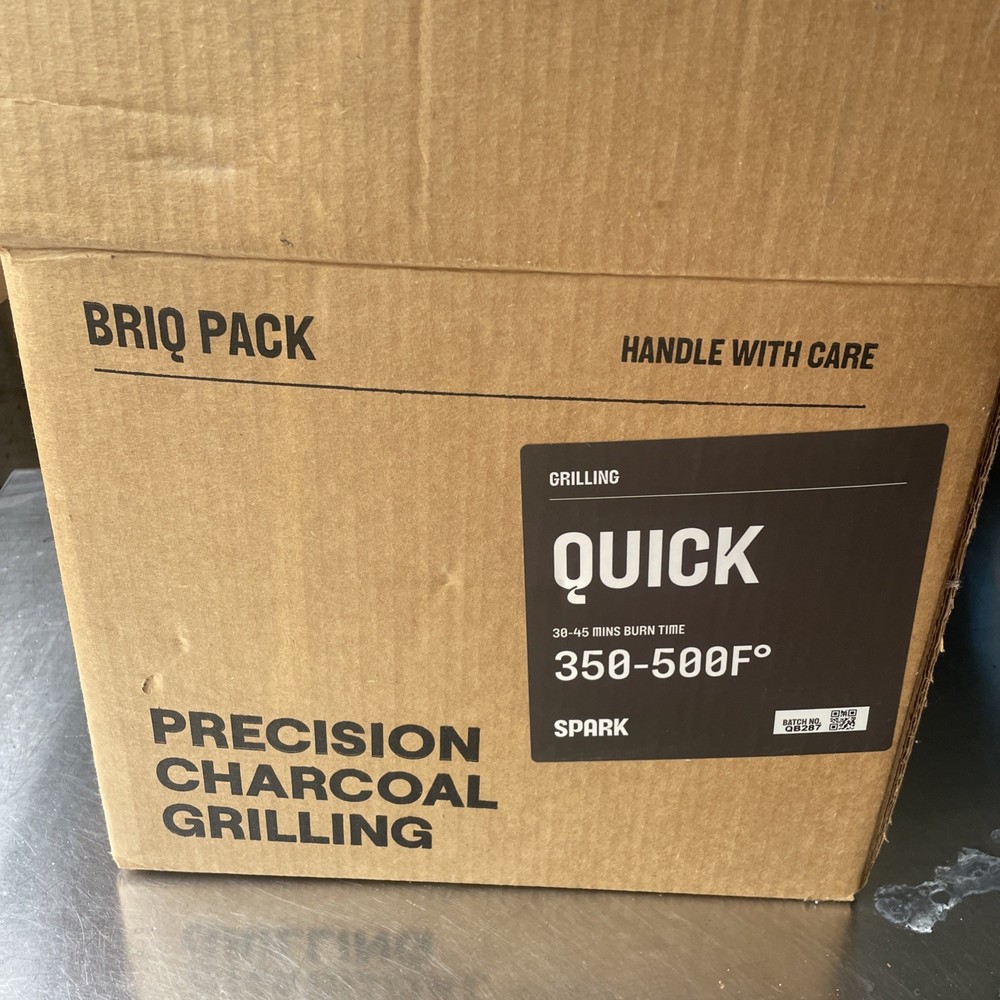 BRIQ PACK
HANDLE WITH CARE
GRILLING
QUICK
30-45 MINS BURN TIME
350-500F°
SPARK
BATCH NO.
QB287
PRECISION
CHARCOAL
GRILLING